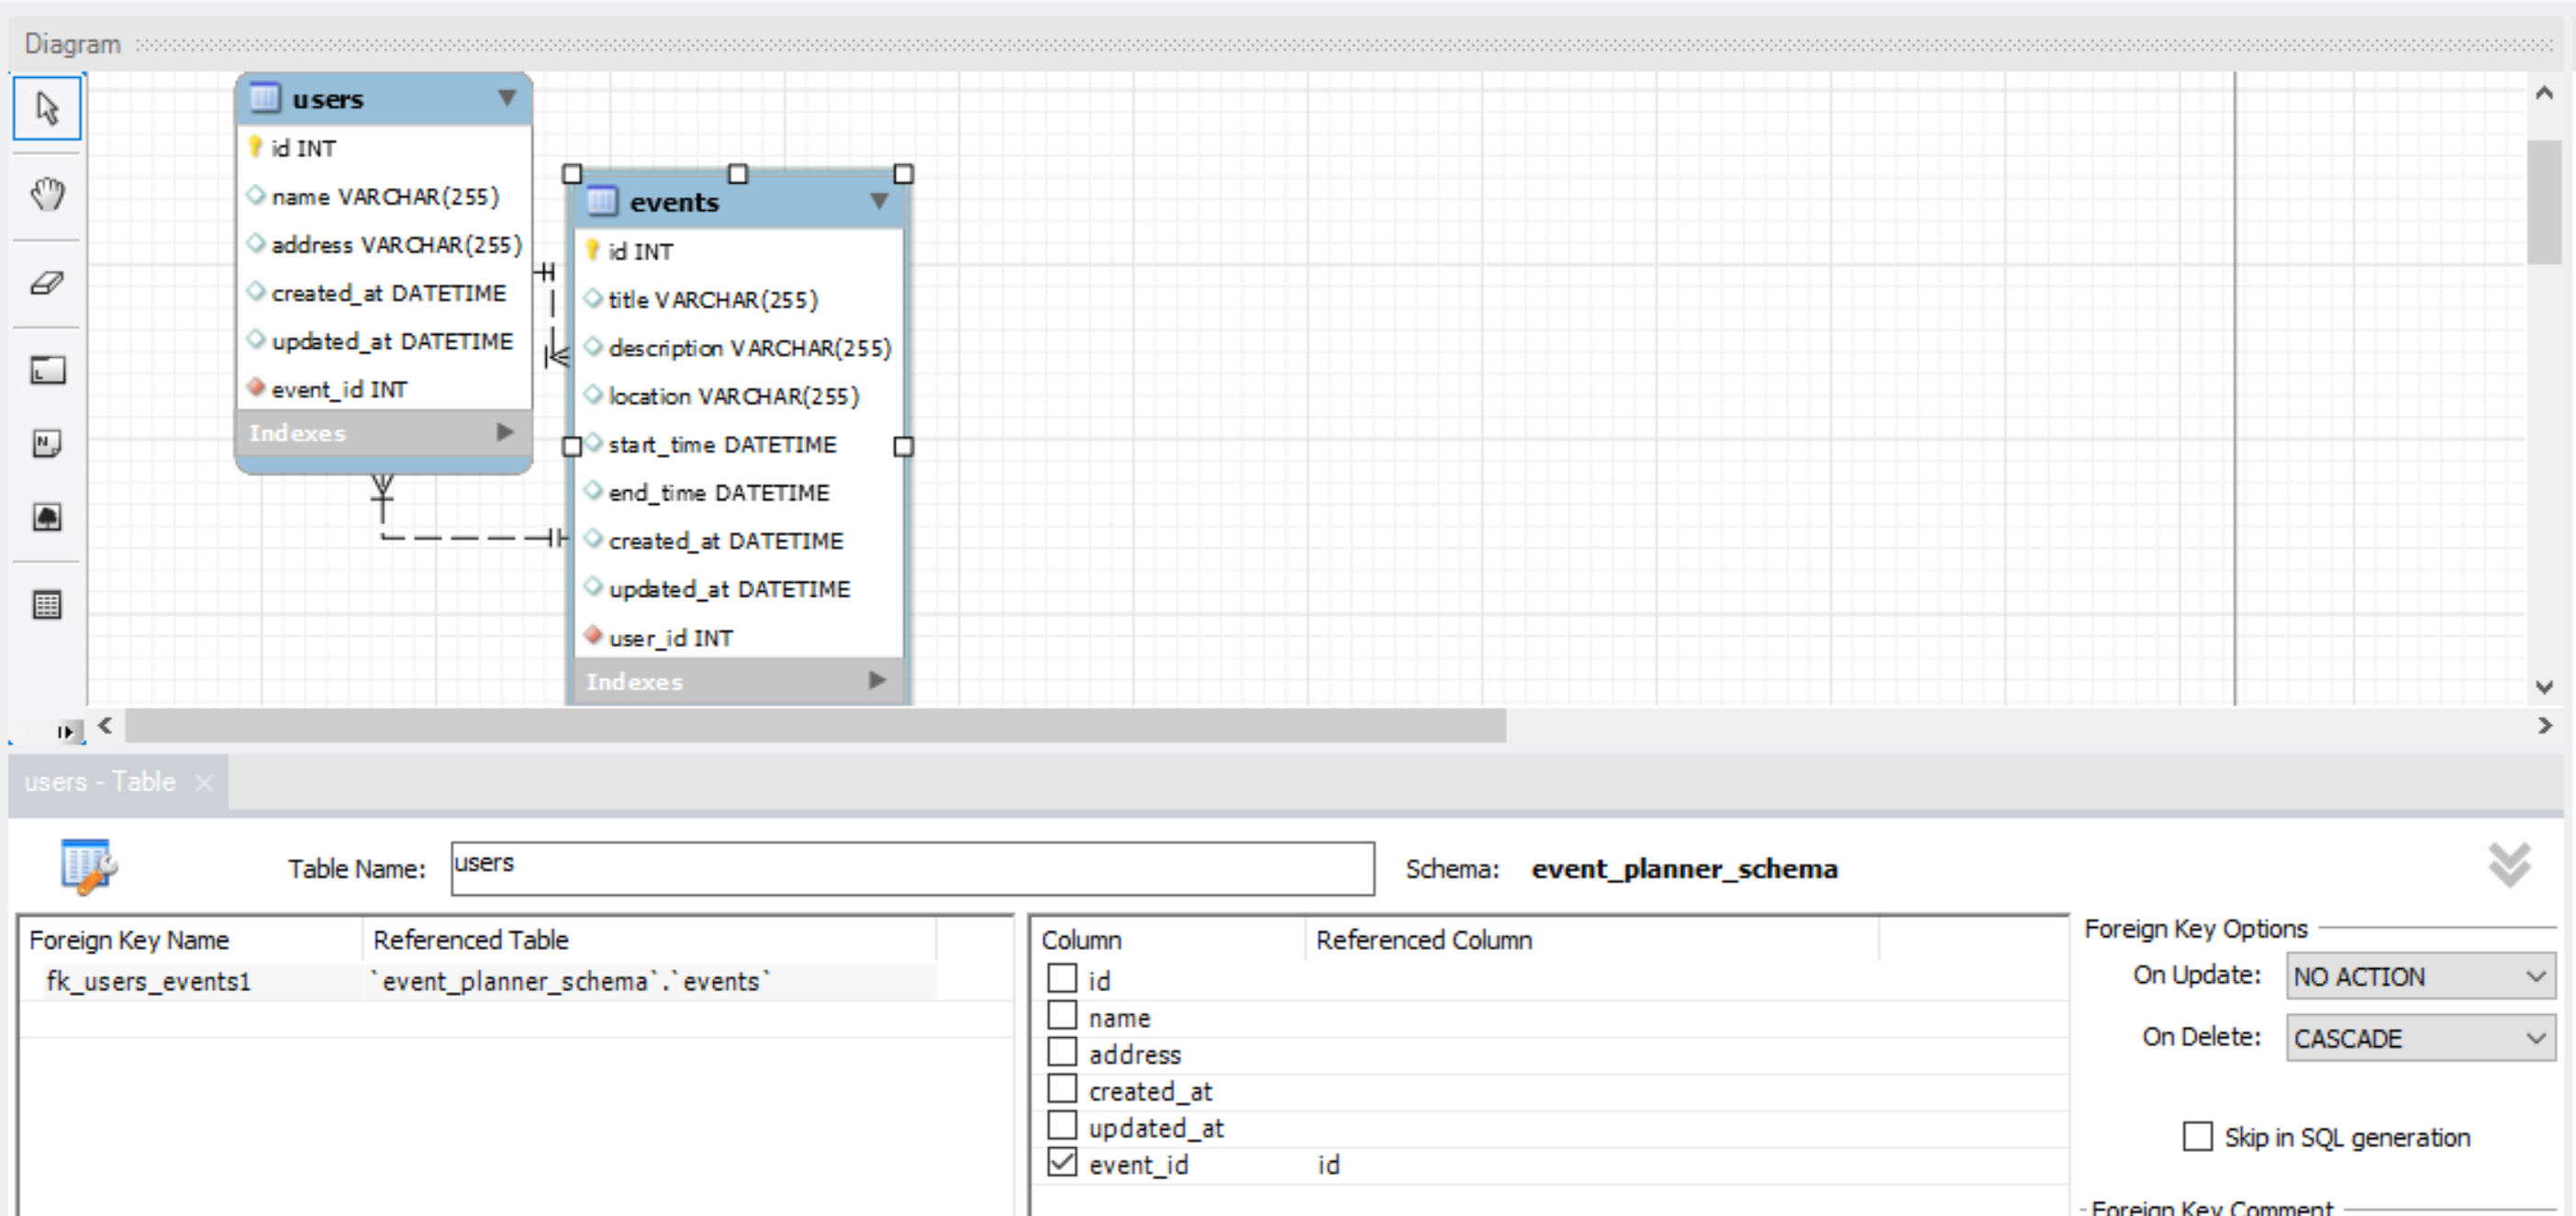 Diagram
users
id INT
name VARCHAR(255)
address VARCHAR(255)
created_at DATETIME
updated_at DATETIME
event_id INT
Indexes
events
id INT
title VARCHAR(255)
description VARCHAR(255)
location VARCHAR(255)
start_time DATETIME
end_time DATETIME
created_at DATETIME
updated_at DATETIME
user_id INT
Indexes
users - Table
Table Name: users Schema: event_planner_schema
Foreign Key Name Referenced Table
fk_users_events1 `event_planner_schema`.`events`
Column Referenced Column
id
name
address
created_at
updated_at
event_id id
Foreign Key Options
On Update: NO ACTION
On Delete: CASCADE
Skip in SQL generation
Foreign Key Comment